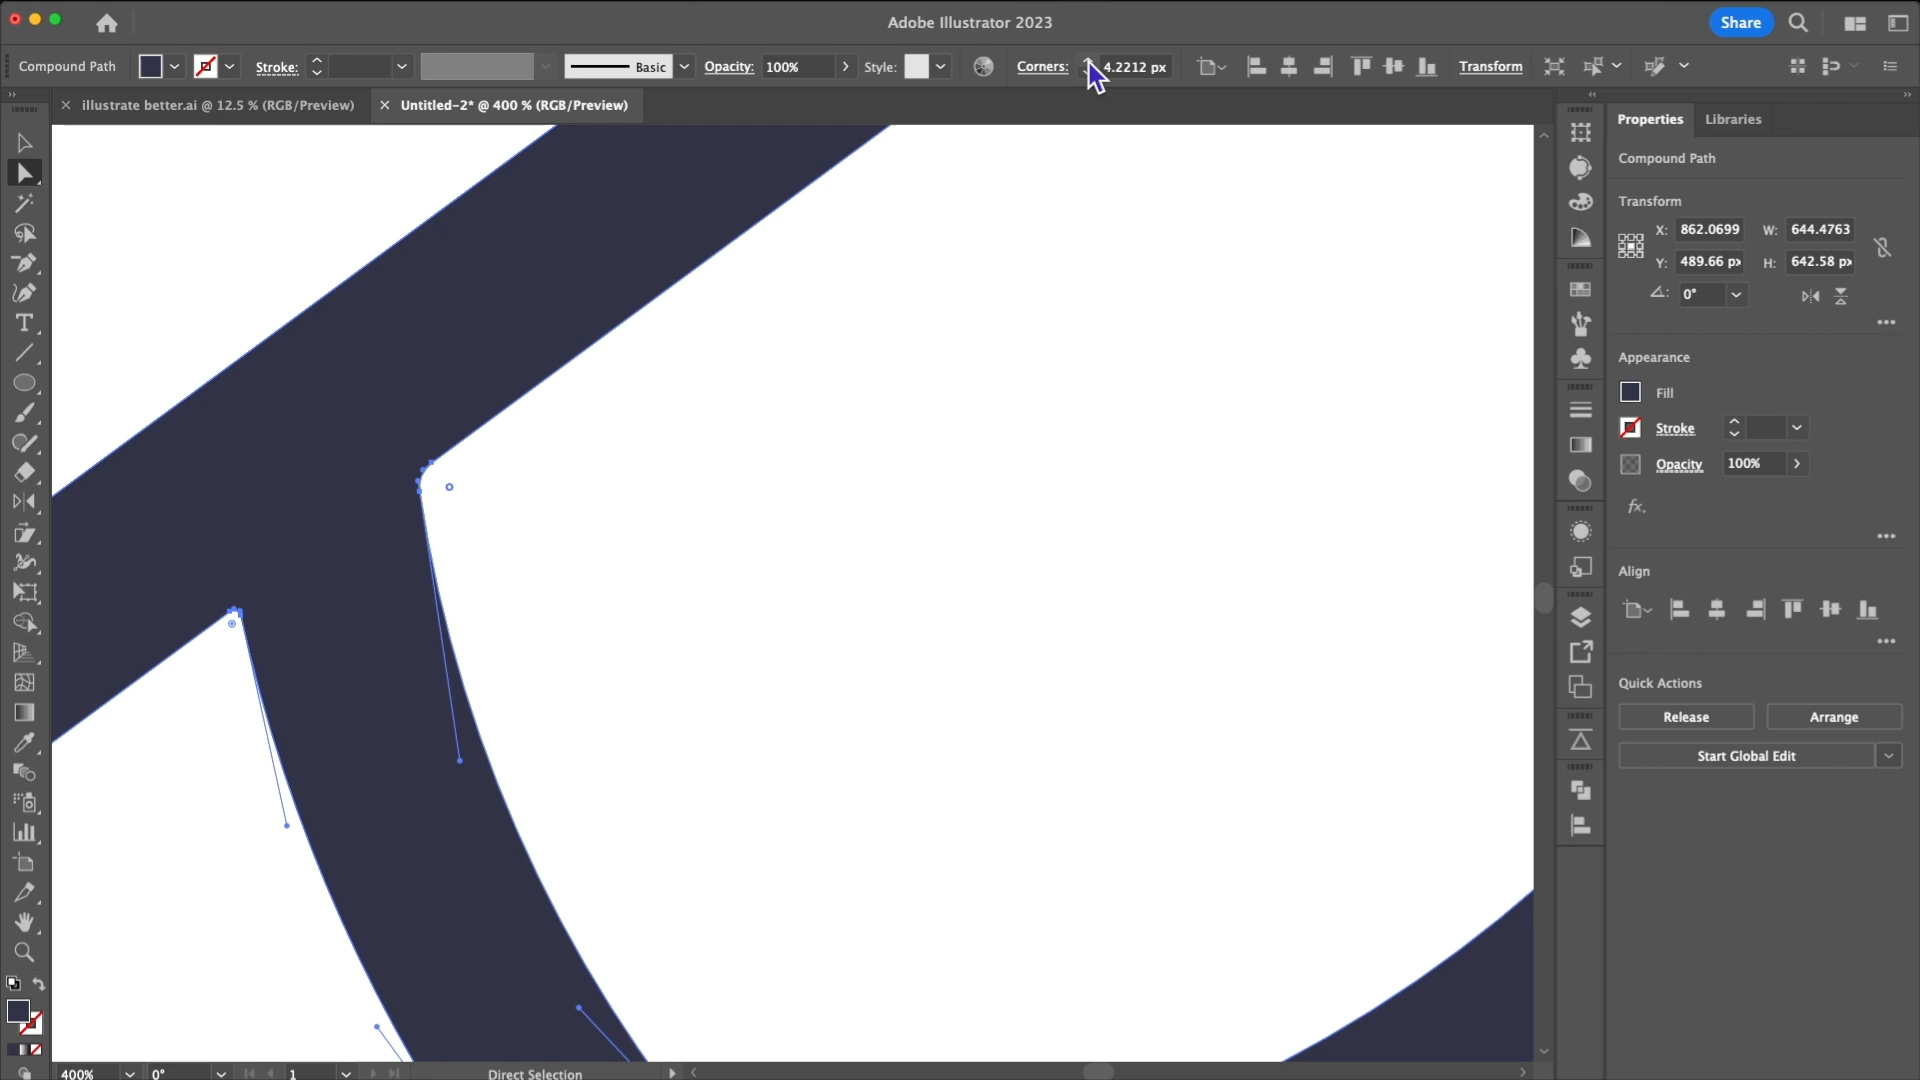 Adobe Illustrator 2023
Share
Compound Path
Stroke:
Basic
Opacity:
100%
Style:
Corners:
4.2212 px
Transform
illustrate better.ai @ 12.5 % (RGB/Preview)
Untitled-2* @ 400 % (RGB/Preview)
Properties
Libraries
Compound Path
Transform
X:
862.0699
W:
644.4763
Y:
489.66 px
H:
642.58 px
0°
Appearance
Fill
Stroke
Opacity
100%
fx.
Align
Quick Actions
Release
Arrange
Start Global Edit
400%
0°
1
Direct Selection